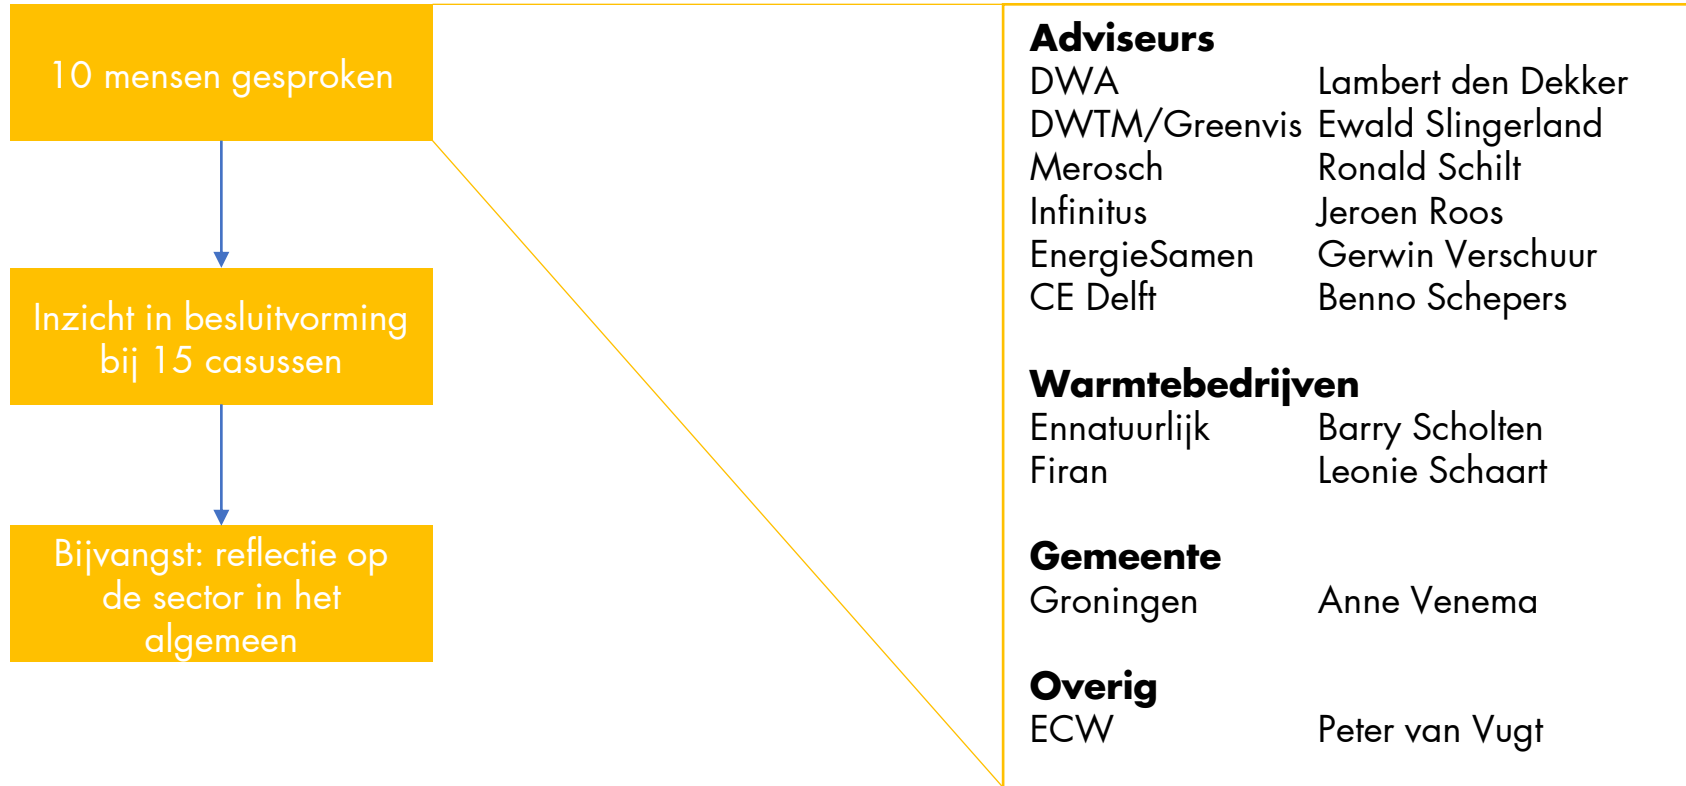 10 mensen gesproken
Inzicht in besluitvorming
bij 15 casussen
Bijvangst: reflectie op
de sector in het
algemeen
Adviseurs
DWA Lambert den Dekker
DWTM/Greenvis Ewald Slingerland
Merosch Ronald Schilt
Infinitus Jeroen Roos
EnergieSamen Gerwin Verschuur
CE Delft Benno Schepers
Warmtebedrijven
Ennatuurlijk Barry Scholten
Firan Leonie Schaart
Gemeente
Groningen Anne Venema
Overig
ECW Peter van Vugt